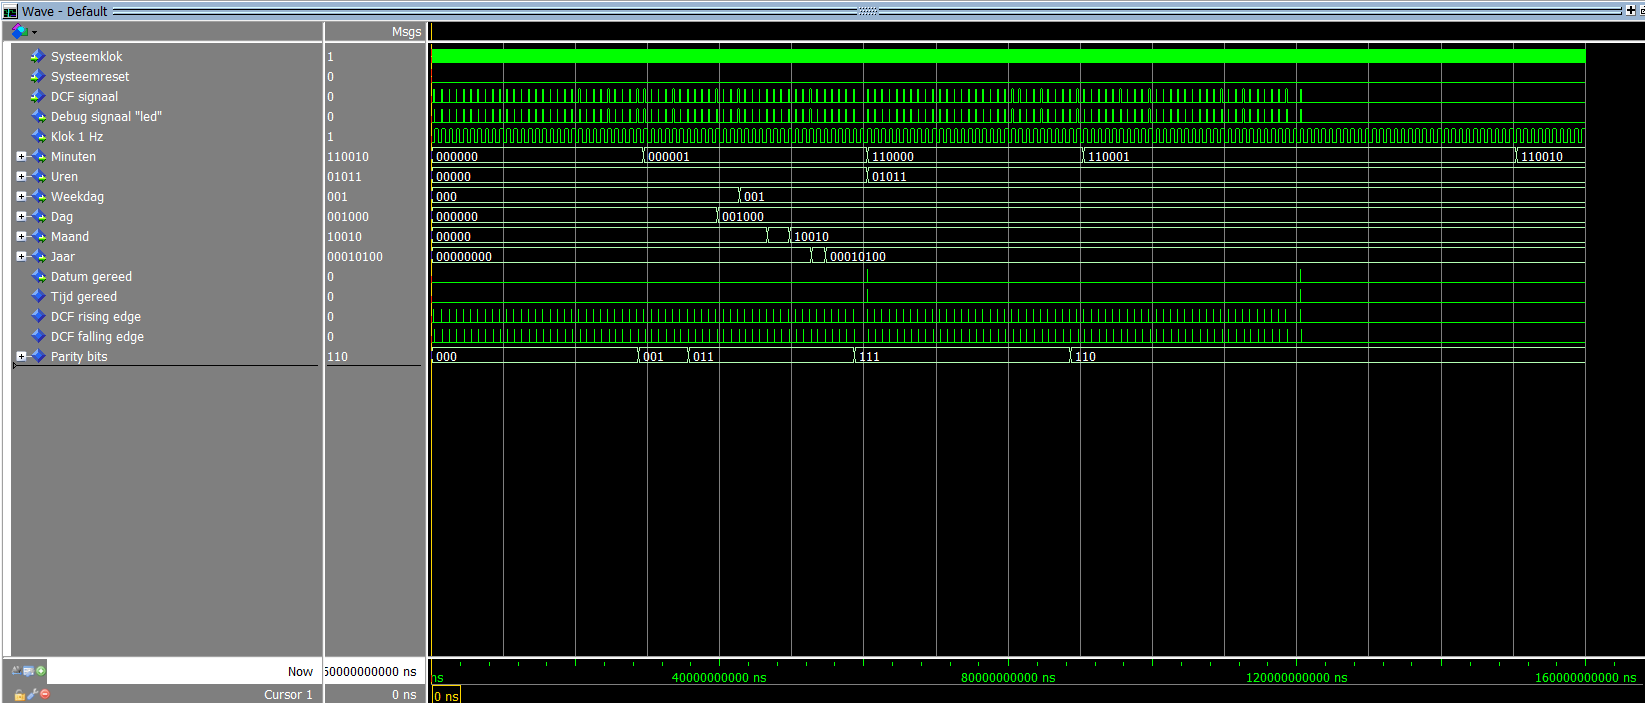 Wave - Default
Msgs
Systeemklok 1
Systeemreset 0
DCF signaal 0
Debug signaal "led" 0
Klok 1 Hz 1
Minuten 110010 000000 000001 110000 110001 110010
Uren 01011 00000 01011
Weekdag 001 000 001
Dag 001000 000000 001000
Maand 10010 00000 10010
Jaar 00010100 00000000 00010100
Datum gereed 0
Tijd gereed 0
DCF rising edge 0
DCF falling edge 0
Parity bits 110 000 001 011 111 110
Now 50000000000 ns ns 40000000000 ns 80000000000 ns 120000000000 ns 160000000000 ns
Cursor 1 0 ns 0 ns